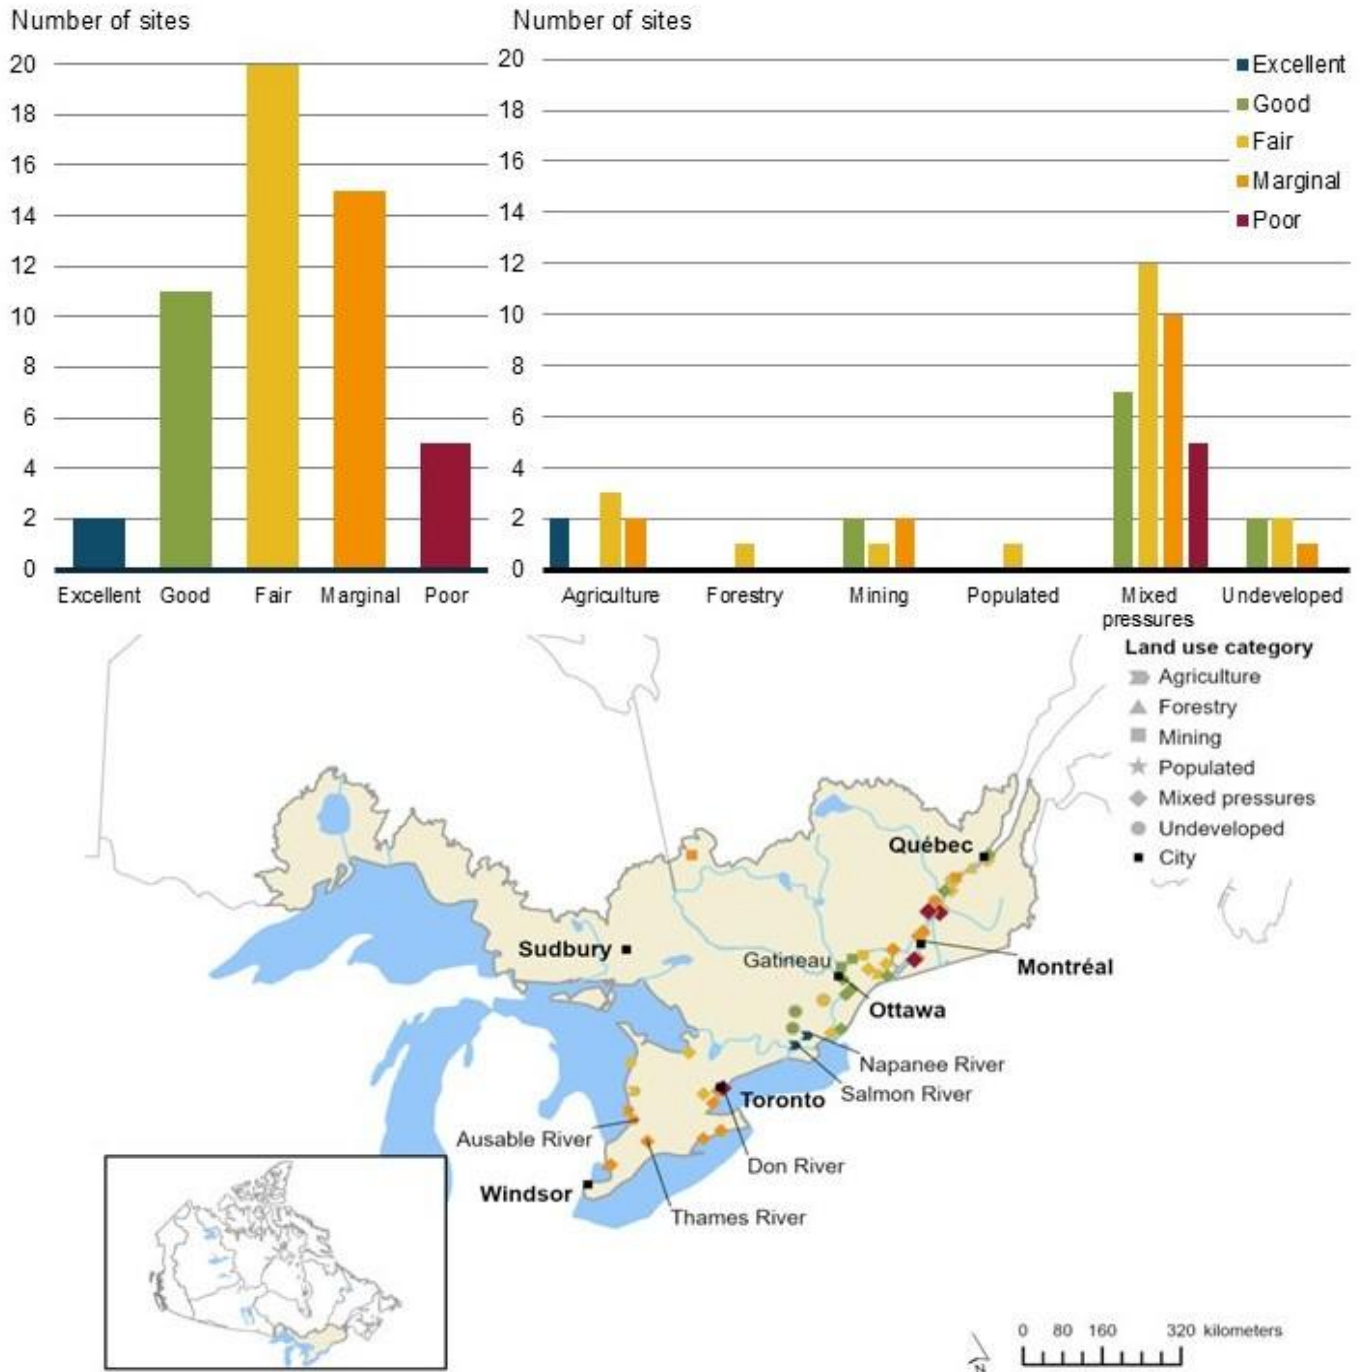 Number of sites
20
18
16
14
12
10
8
6
4
2
0
Excellent Good Fair Marginal Poor
Number of sites
20
18
16
14
12
10
8
6
4
2
0
Agriculture Forestry Mining Populated Mixed pressures Undeveloped
Excellent
Good
Fair
Marginal
Poor
Land use category
Agriculture
Forestry
Mining
Populated
Mixed pressures
Undeveloped
City
Québec
Sudbury
Gatineau
Montréal
Ottawa
Napanee River
Salmon River
Toronto
Ausable River
Don River
Windsor
Thames River
N
0 80 160 320 kilometers